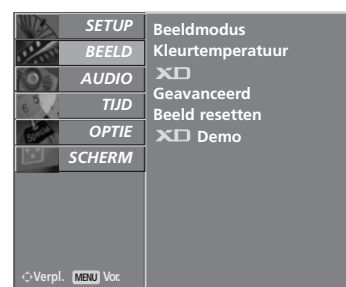 SETUP
BEELD
AUDIO
TIJD
OPTIE
SCHERM
Verpl. MENU Vor.
Beeldmodus
Kleurtemperatuur
XD
Geavanceerd
Beeld resetten
XD Demo